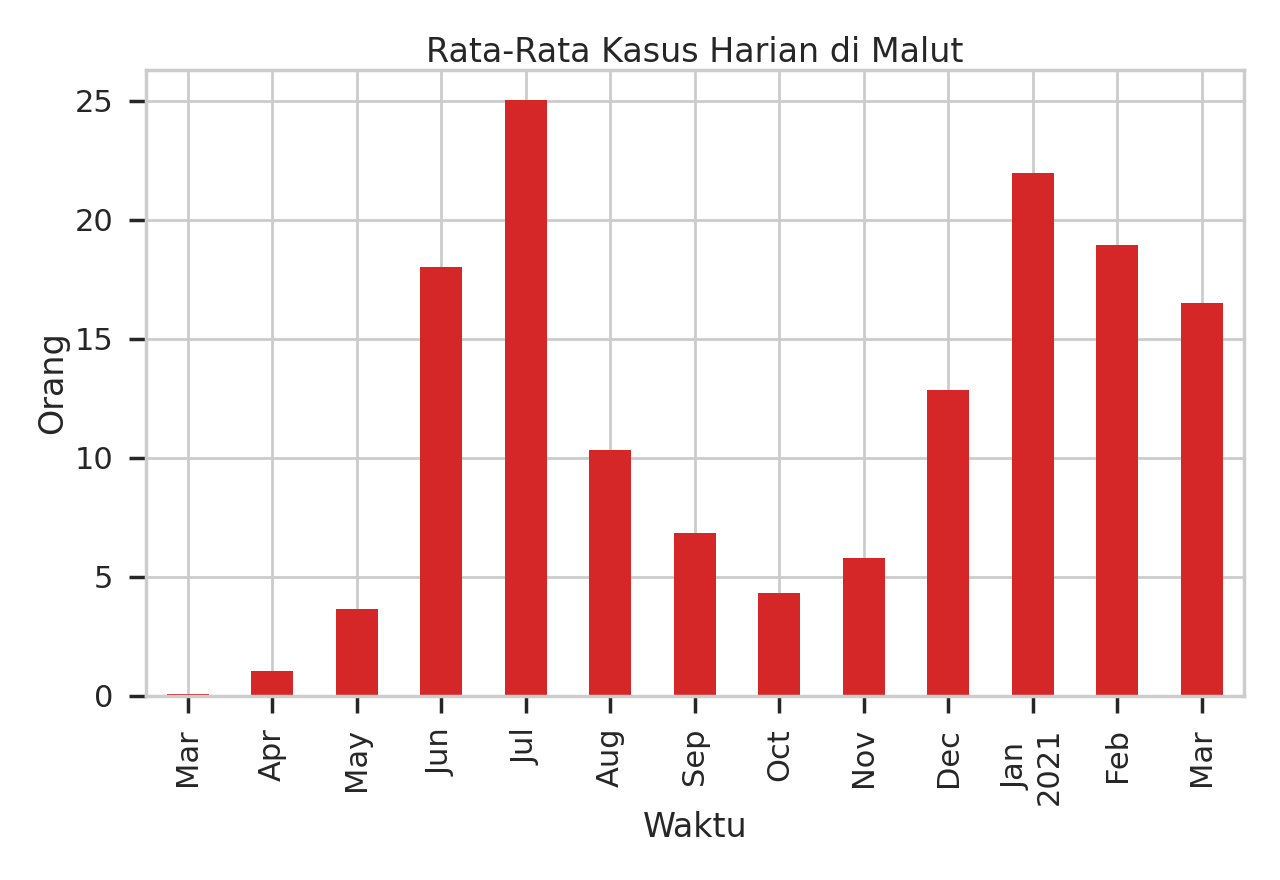 Rata-Rata Kasus Harian di Malut
25
20
15
10
5
0
Orang
Mar
Apr
May
Jun
Jul
Aug
Sep
Oct
Nov
Dec
Jan
2021
Feb
Mar
Waktu